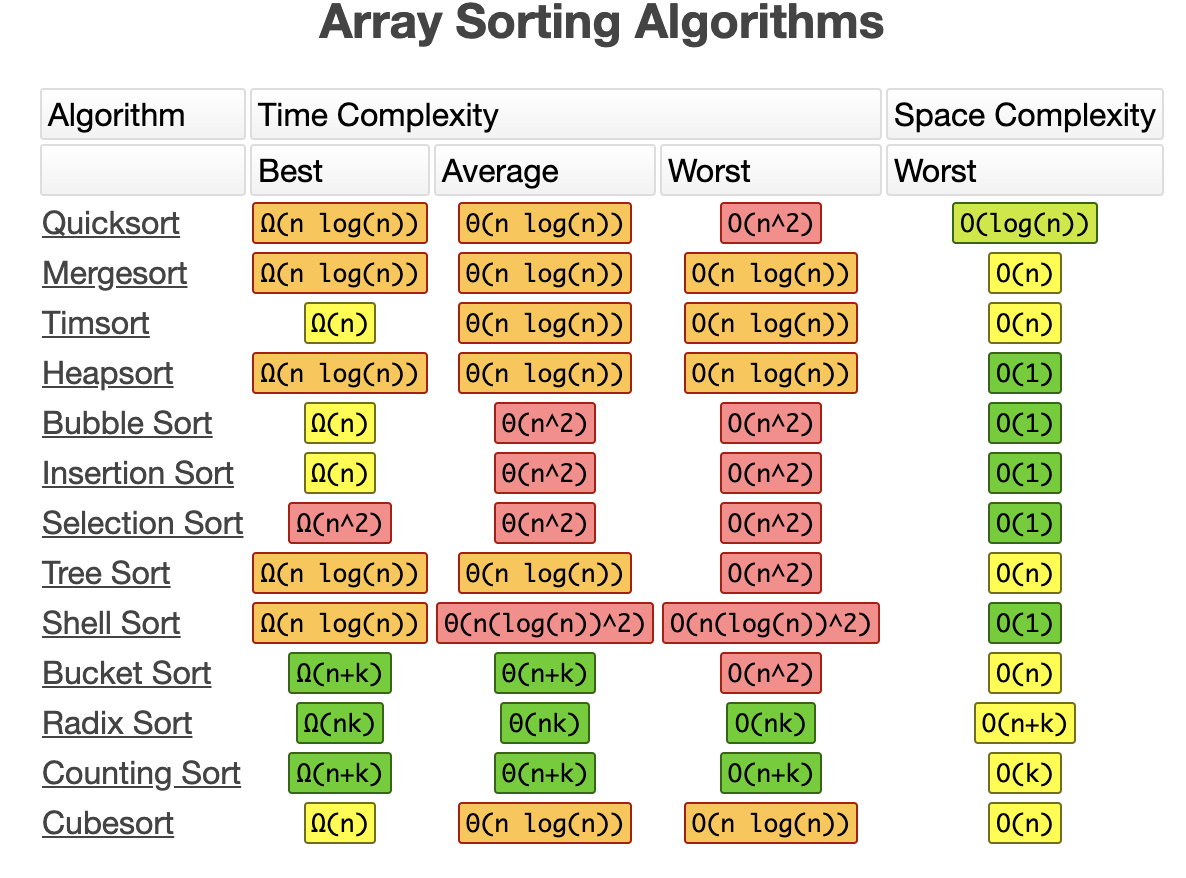 Array Sorting Algorithms
Algorithm Time Complexity Space Complexity
Best Average Worst Worst
Quicksort Ω(n log(n)) Θ(n log(n)) O(n^2) O(log(n))
Mergesort Ω(n log(n)) Θ(n log(n)) O(n log(n)) O(n)
Timsort Ω(n) Θ(n log(n)) O(n log(n)) O(n)
Heapsort Ω(n log(n)) Θ(n log(n)) O(n log(n)) O(1)
Bubble Sort Ω(n) Θ(n^2) O(n^2) O(1)
Insertion Sort Ω(n) Θ(n^2) O(n^2) O(1)
Selection Sort Ω(n^2) Θ(n^2) O(n^2) O(1)
Tree Sort Ω(n log(n)) Θ(n log(n)) O(n^2) O(n)
Shell Sort Ω(n log(n)) Θ(n(log(n))^2) O(n(log(n))^2) O(1)
Bucket Sort Ω(n+k) Θ(n+k) O(n^2) O(n)
Radix Sort Ω(nk) Θ(nk) O(nk) O(n+k)
Counting Sort Ω(n+k) Θ(n+k) O(n+k) O(k)
Cubesort Ω(n) Θ(n log(n)) O(n log(n)) O(n)